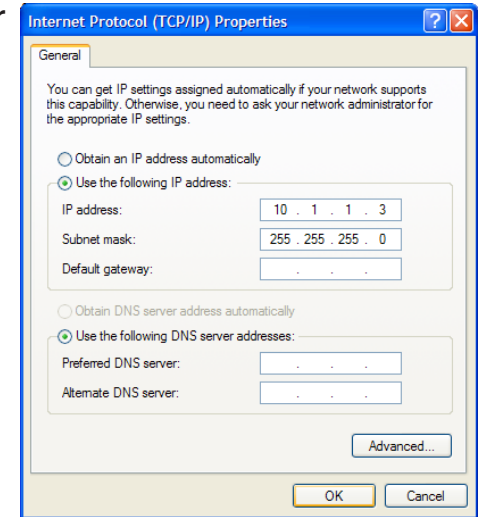 r
Internet Protocol (TCP/IP) Properties
General
You can get IP settings assigned automatically if your network supports
this capability. Otherwise, you need to ask your network administrator for
the appropriate IP settings.
Obtain an IP address automatically
Use the following IP address:
IP address: 10 . 1 . 1 . 3
Subnet mask: 255 . 255 . 255 . 0
Default gateway: . . .
Obtain DNS server address automatically
Use the following DNS server addresses:
Preferred DNS server: . . .
Alternate DNS server: . . .
Advanced...
OK Cancel